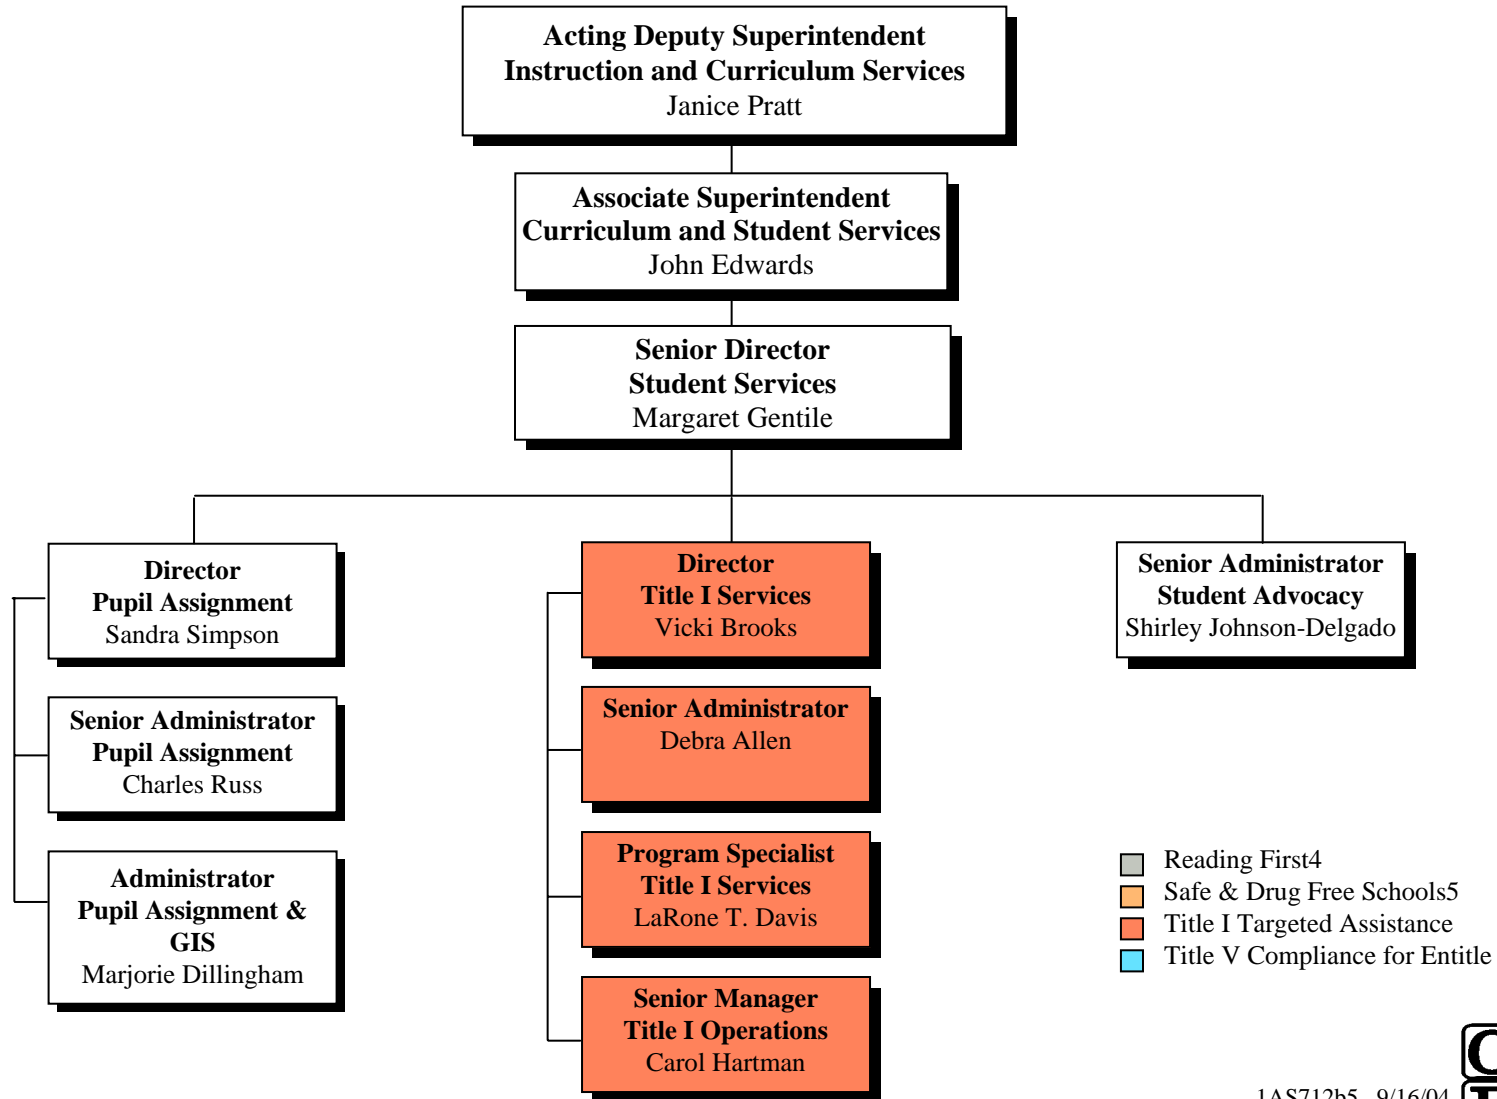 Acting Deputy Superintendent
Instruction and Curriculum Services
Janice Pratt
Associate Superintendent
Curriculum and Student Services
John Edwards
Senior Director
Student Services
Margaret Gentile
Director
Pupil Assignment
Sandra Simpson
Senior Administrator
Pupil Assignment
Charles Russ
Administrator
Pupil Assignment &
GIS
Marjorie Dillingham
Director
Title I Services
Vicki Brooks
Senior Administrator
Debra Allen
Program Specialist
Title I Services
LaRone T. Davis
Senior Manager
Title I Operations
Carol Hartman
Senior Administrator
Student Advocacy
Shirley Johnson-Delgado
Reading First4
Safe & Drug Free Schools5
Title I Targeted Assistance
Title V Compliance for Entitle
1AS712b5 9/16/04